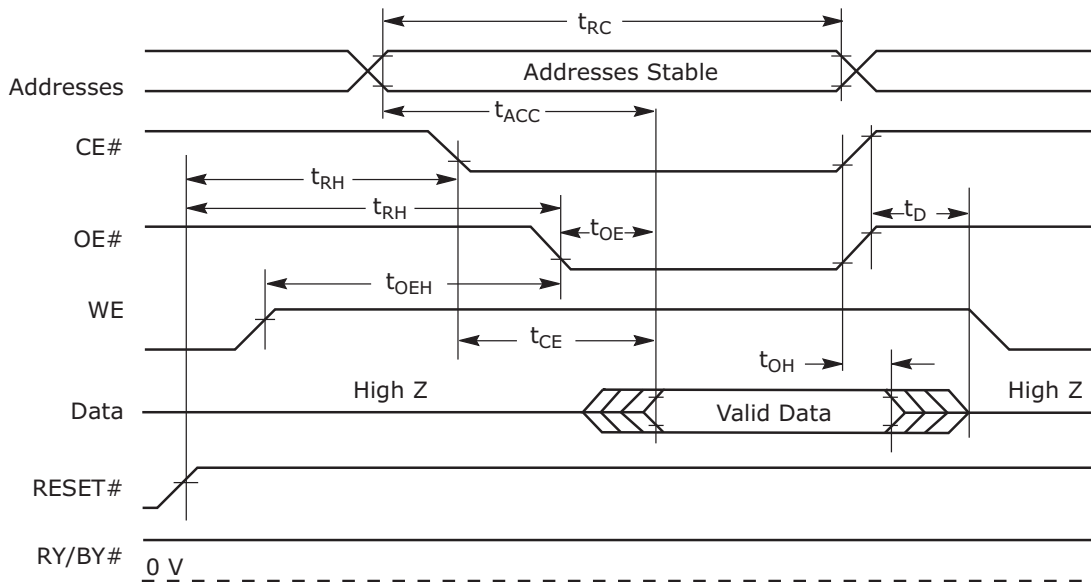 tRC
Addresses
Addresses Stable
tACC
CE#
tRH
tRH
OE#
tOE
tD
tOEH
WE
tCE
tOH
High Z
High Z
Data
Valid Data
RESET#
RY/BY#
0 V